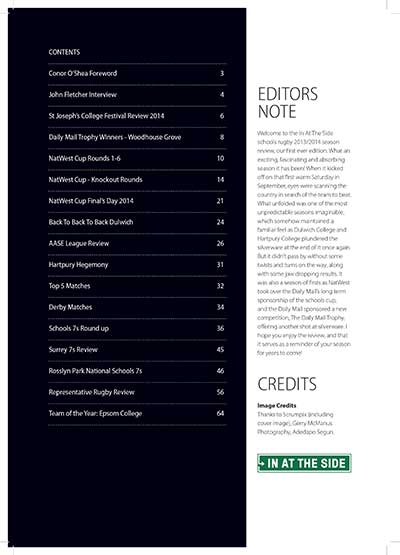 CONTENTS
Conor O'Shea Foreword 3
John Fletcher Interview 4
St Joseph's College Festival Review 2014 6
Daily Mail Trophy Winners - Woodhouse Grove 8
NatWest Cup Rounds 1-6 10
NatWest Cup - Knockout Rounds 14
NatWest Cup Final's Day 2014 21
Back To Back To Back Dulwich 24
AASE League Review 26
Hartpury Hegemony 31
Top 5 Matches 32
Derby Matches 34
Schools 7s Round up 36
Surrey 7s Review 45
Rosslyn Park National Schools 7s 46
Representative Rugby Review 56
Team of the Year: Epsom College 64
EDITORS
NOTE
Welcome to the In At The Side
schools rugby 2013/2014 season
review, our first ever edition. What an
exciting, fascinating and absorbing
season it has been! When it kicked
off on that first warm Saturday in
September, eyes were scanning the
country in search of the team to beat.
What unfolded was one of the most
unpredictable seasons imaginable,
which somehow maintained a
familiar feel as Dulwich College and
Hartpury College plundered the
silverware at the end of it once again.
But it didn't pass by without some
twists and turns on the way, along
with some jaw dropping results. It
was also a season of firsts as NatWest
took over the Daily Mail's long term
sponsorship of the schools cup,
and the Daily Mail sponsored a new
competition, The Daily Mail Trophy,
offering another shot at silverware. I
hope you enjoy the review, and that
it serves as a reminder of your season
for years to come!
CREDITS
Image Credits
Thanks to Scrumpix (including
cover image), Gerry McManus
Photography, Adedapo Segun.
IN AT THE SIDE